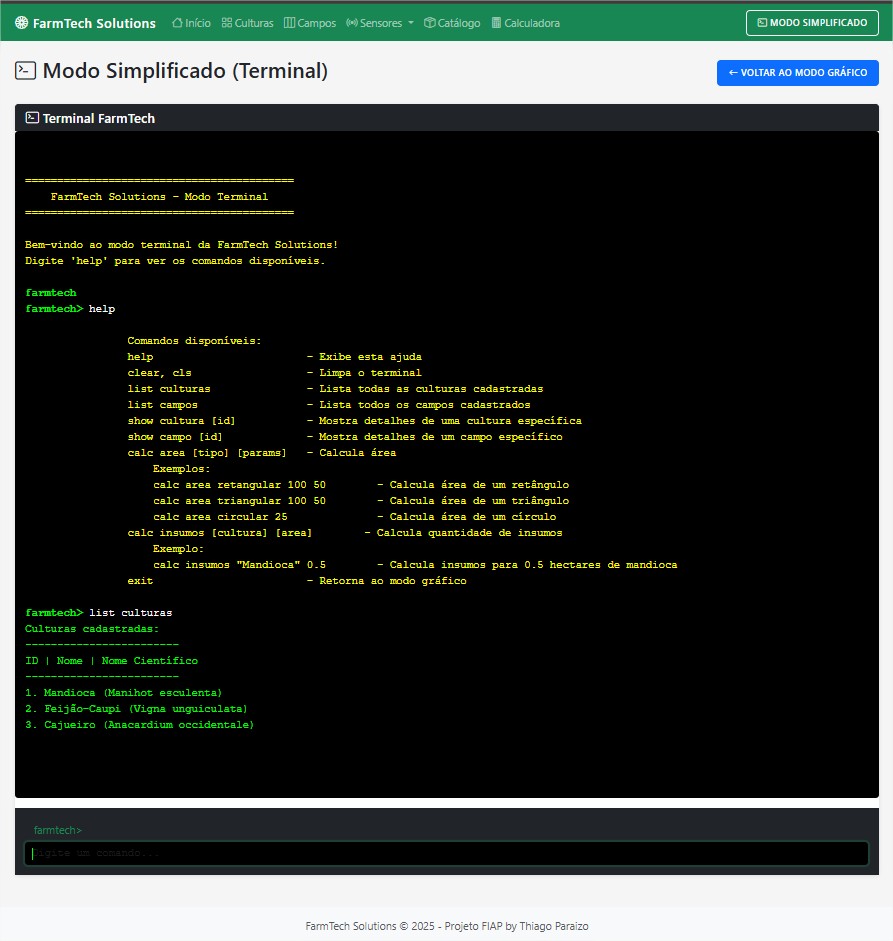 FarmTech Solutions Início Culturas Campos Sensores Catálogo Calculadora MODO SIMPLIFICADO
Modo Simplificado (Terminal)
← VOLTAR AO MODO GRÁFICO
Terminal FarmTech
==========================================
FarmTech Solutions - Modo Terminal
==========================================
Bem-vindo ao modo terminal da FarmTech Solutions!
Digite 'help' para ver os comandos disponíveis.
farmtech
farmtech> help
Comandos disponíveis:
help - Exibe esta ajuda
clear, cls - Limpa o terminal
list culturas - Lista todas as culturas cadastradas
list campos - Lista todos os campos cadastrados
show cultura [id] - Mostra detalhes de uma cultura específica
show campo [id] - Mostra detalhes de um campo específico
calc area [tipo] [params] - Calcula área
Exemplos:
calc area retangular 100 50 - Calcula área de um retângulo
calc area triangular 100 50 - Calcula área de um triângulo
calc area circular 25 - Calcula área de um círculo
calc insumos [cultura] [area] - Calcula quantidade de insumos
Exemplo:
calc insumos "Mandioca" 0.5 - Calcula insumos para 0.5 hectares de mandioca
exit - Retorna ao modo gráfico
farmtech> list culturas
Culturas cadastradas:
------------------------
ID | Nome | Nome Científico
------------------------
1. Mandioca (Manihot esculenta)
2. Feijão-Caupi (Vigna unguiculata)
3. Cajueiro (Anacardium occidentale)
farmtech>
Digite um comando...
FarmTech Solutions © 2025 - Projeto FIAP by Thiago Paraizo